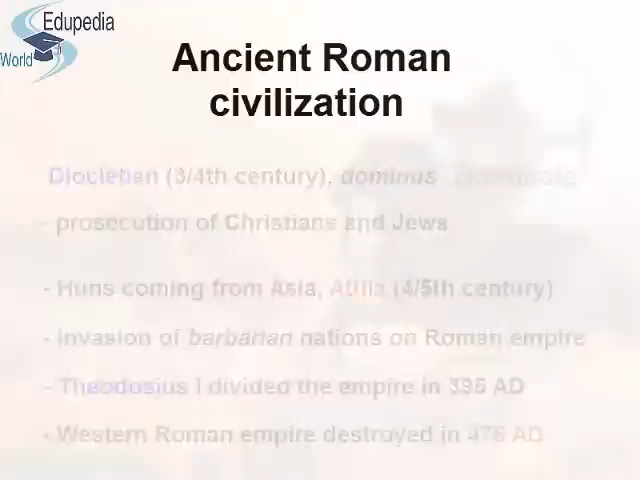 Edupedia
World
Ancient Roman
civilization
Diocletian (3/4th century), dominus
- prosecution of Christians and Jews
- Huns coming from Asia, Attila (4/5th century)
- Invasion of barbarian nations on Roman empire
- Theodosius I divided the empire in 395 AD
- Western Roman empire destroyed in 476 AD